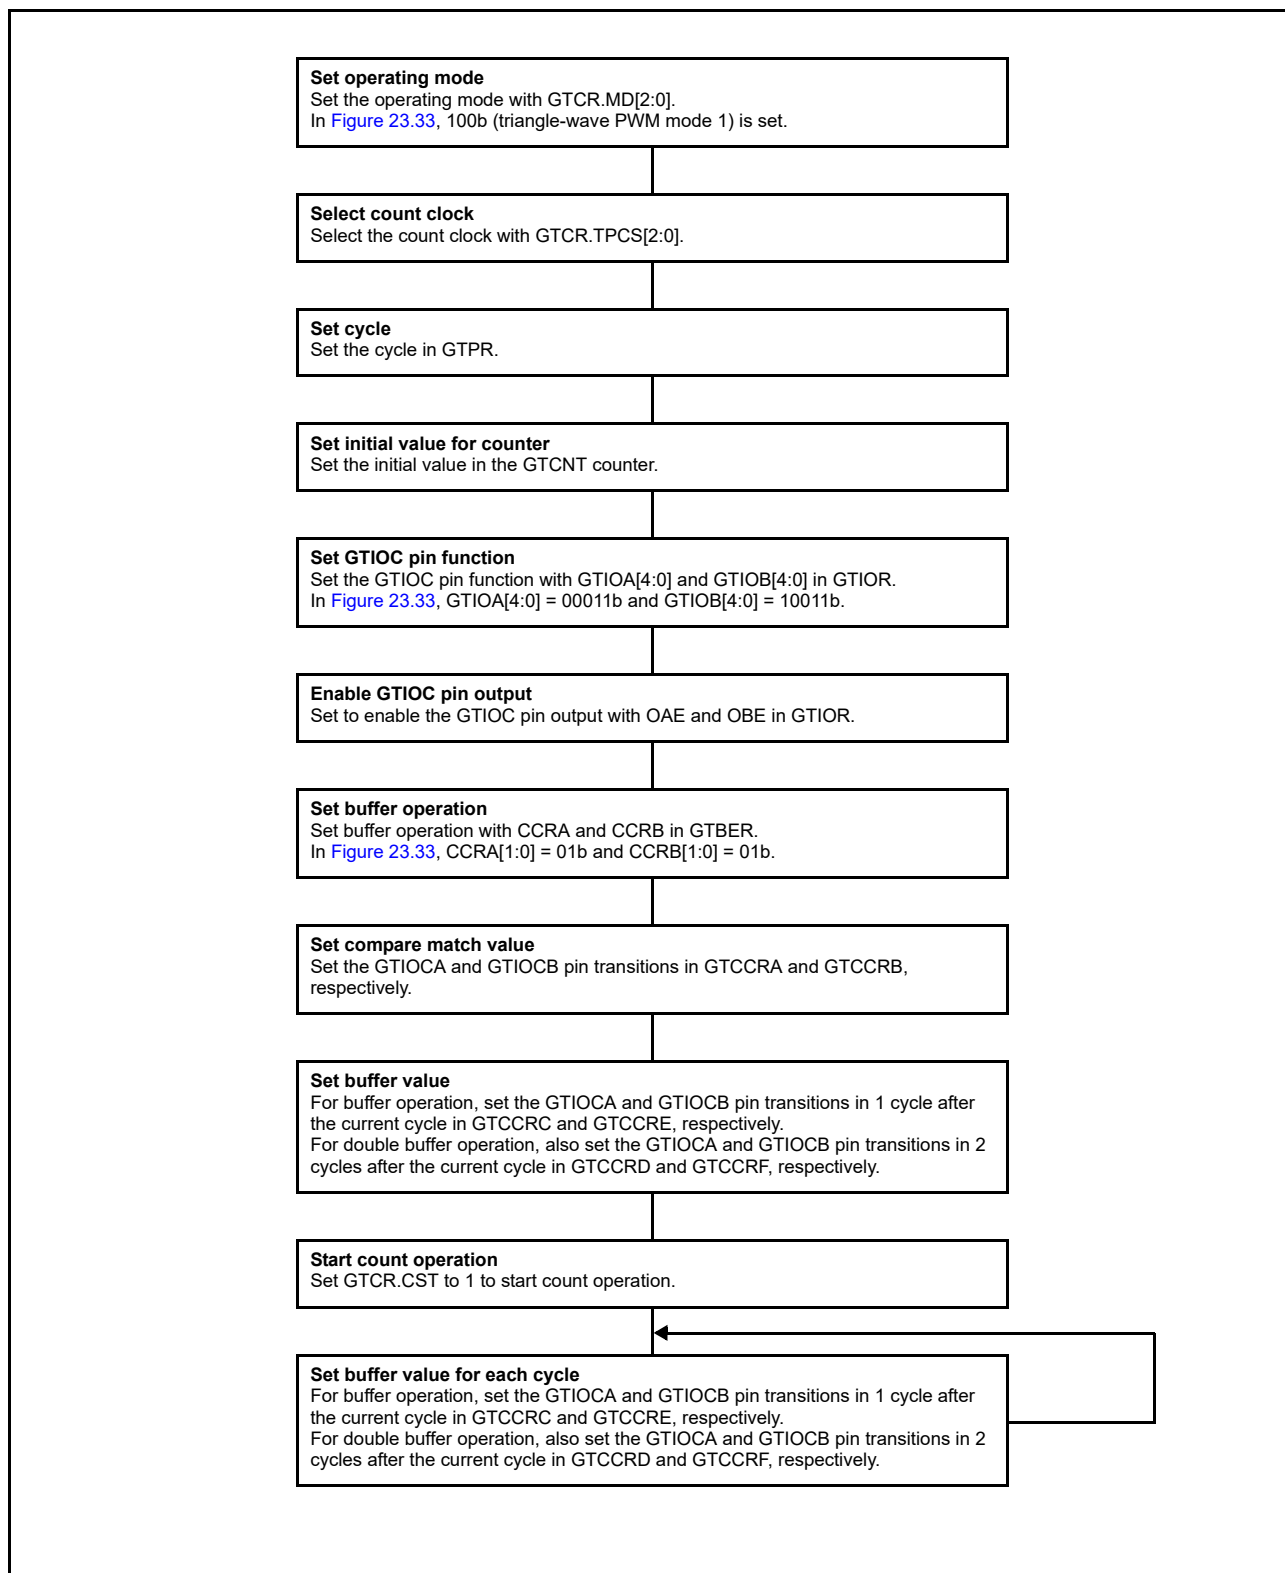 Set operating mode
Set the operating mode with GTCR.MD[2:0].
In Figure 23.33, 100b (triangle-wave PWM mode 1) is set.
Select count clock
Select the count clock with GTCR.TPCS[2:0].
Set cycle
Set the cycle in GTPR.
Set initial value for counter
Set the initial value in the GTCNT counter.
Set GTIOC pin function
Set the GTIOC pin function with GTIOA[4:0] and GTIOB[4:0] in GTIOR.
In Figure 23.33, GTIOA[4:0] = 00011b and GTIOB[4:0] = 10011b.
Enable GTIOC pin output
Set to enable the GTIOC pin output with OAE and OBE in GTIOR.
Set buffer operation
Set buffer operation with CCRA and CCRB in GTBER.
In Figure 23.33, CCRA[1:0] = 01b and CCRB[1:0] = 01b.
Set compare match value
Set the GTIOCA and GTIOCB pin transitions in GTCCRA and GTCCRB,
respectively.
Set buffer value
For buffer operation, set the GTIOCA and GTIOCB pin transitions in 1 cycle after
the current cycle in GTCCRC and GTCCRE, respectively.
For double buffer operation, also set the GTIOCA and GTIOCB pin transitions in 2
cycles after the current cycle in GTCCRD and GTCCRF, respectively.
Start count operation
Set GTCR.CST to 1 to start count operation.
Set buffer value for each cycle
For buffer operation, set the GTIOCA and GTIOCB pin transitions in 1 cycle after
the current cycle in GTCCRC and GTCCRE, respectively.
For double buffer operation, also set the GTIOCA and GTIOCB pin transitions in 2
cycles after the current cycle in GTCCRD and GTCCRF, respectively.